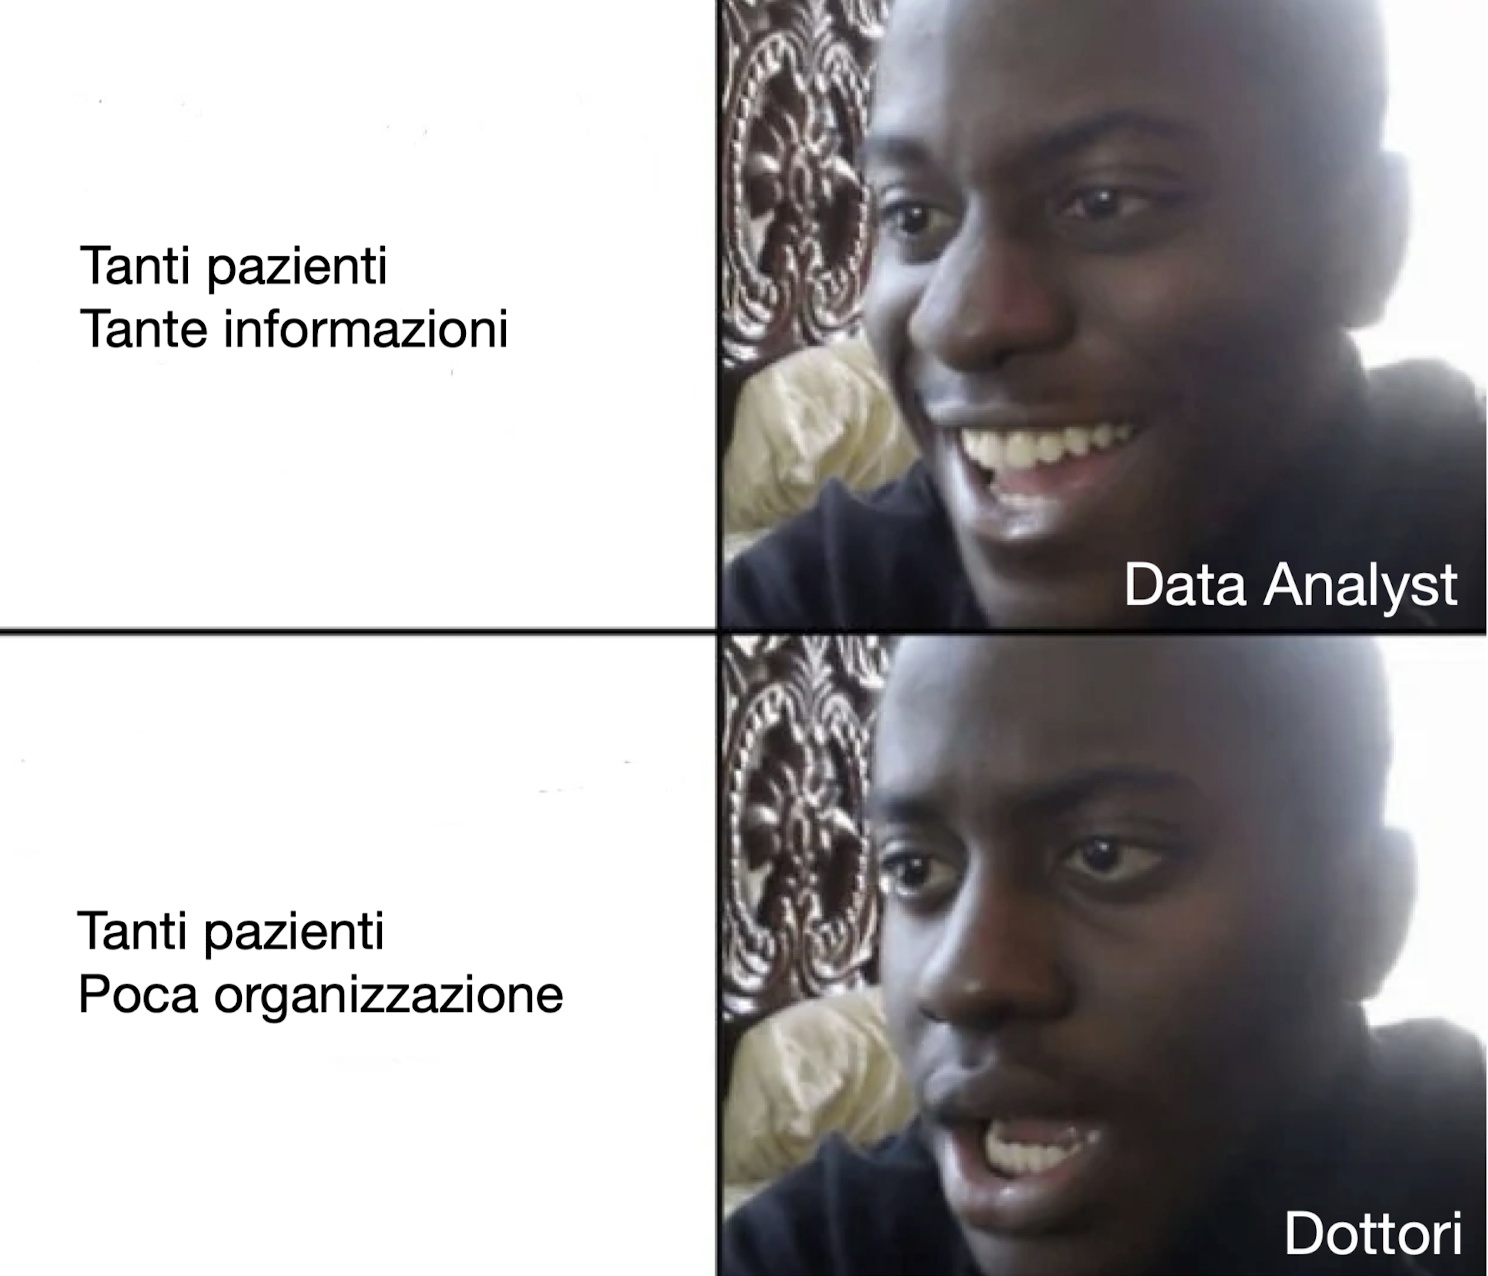 Tanti pazienti
Tante informazioni
Data Analyst
Tanti pazienti
Poca organizzazione
Dottori